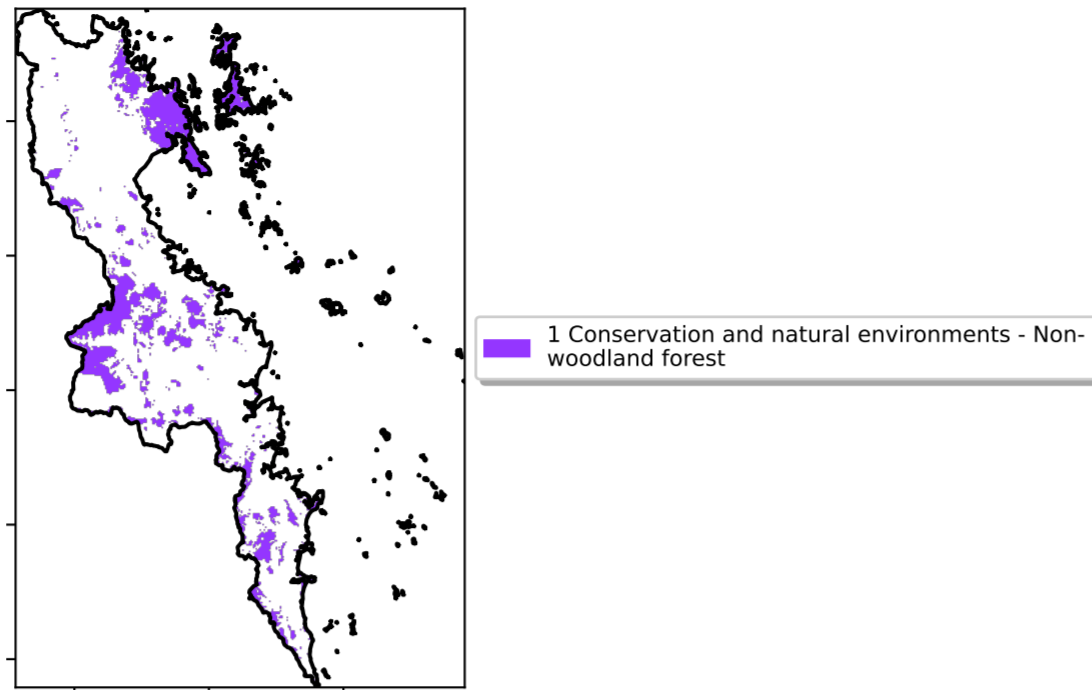 1 Conservation and natural environments - Non-
woodland forest